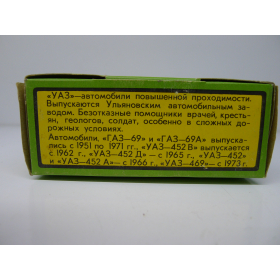 «УАЗ»—автомобили повышенной проходимости.
Выпускаются Ульяновским автомобильным за-
водом. Безотказные помощники врачей, кресть-
ян, геологов, солдат, особенно в сложных до-
рожных условиях.
Автомобили, «ГАЗ-69» и «ГАЗ-69А» выпуска-
лись с 1951 по 1971 гг., «УАЗ-452 В» выпускается
с 1962 г., «УАЗ-452 Д» — с 1965 г., «УАЗ-452»
и «УАЗ-452 А» — с 1966 г., «УАЗ-469» — с 1973 г.